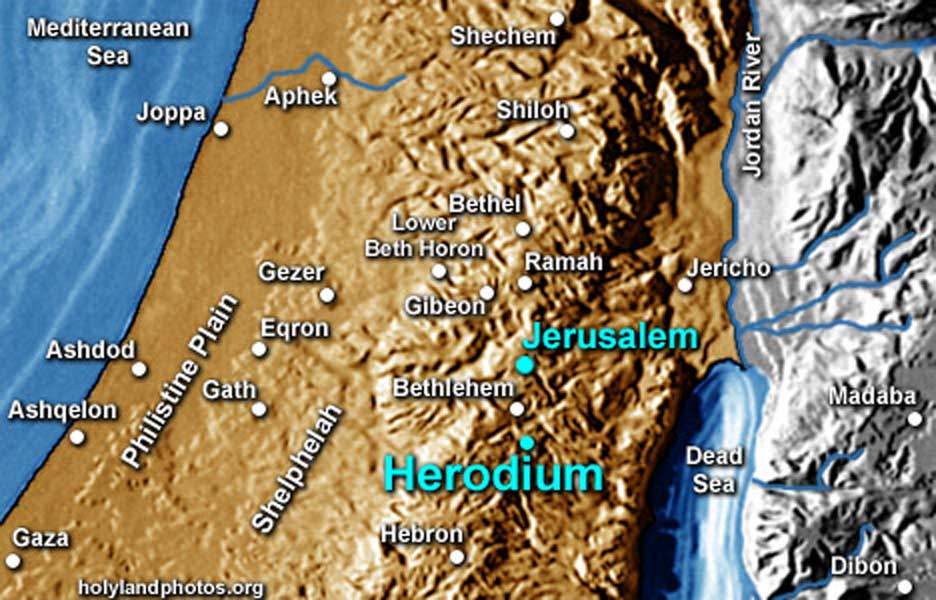 Mediterranean
Sea
Shechem
Jordan River
Aphek
Joppa
Shiloh
Bethel
Lower
Beth Horon
Ramah
Jericho
Gezer
Gibeon
Philistine Plain
Eqron
Jerusalem
Ashdod
Gath
Bethlehem
Madaba
Ashqelon
Shelphelah
Herodium
Dead
Sea
Gaza
Hebron
Dibon
holylandphotos.org